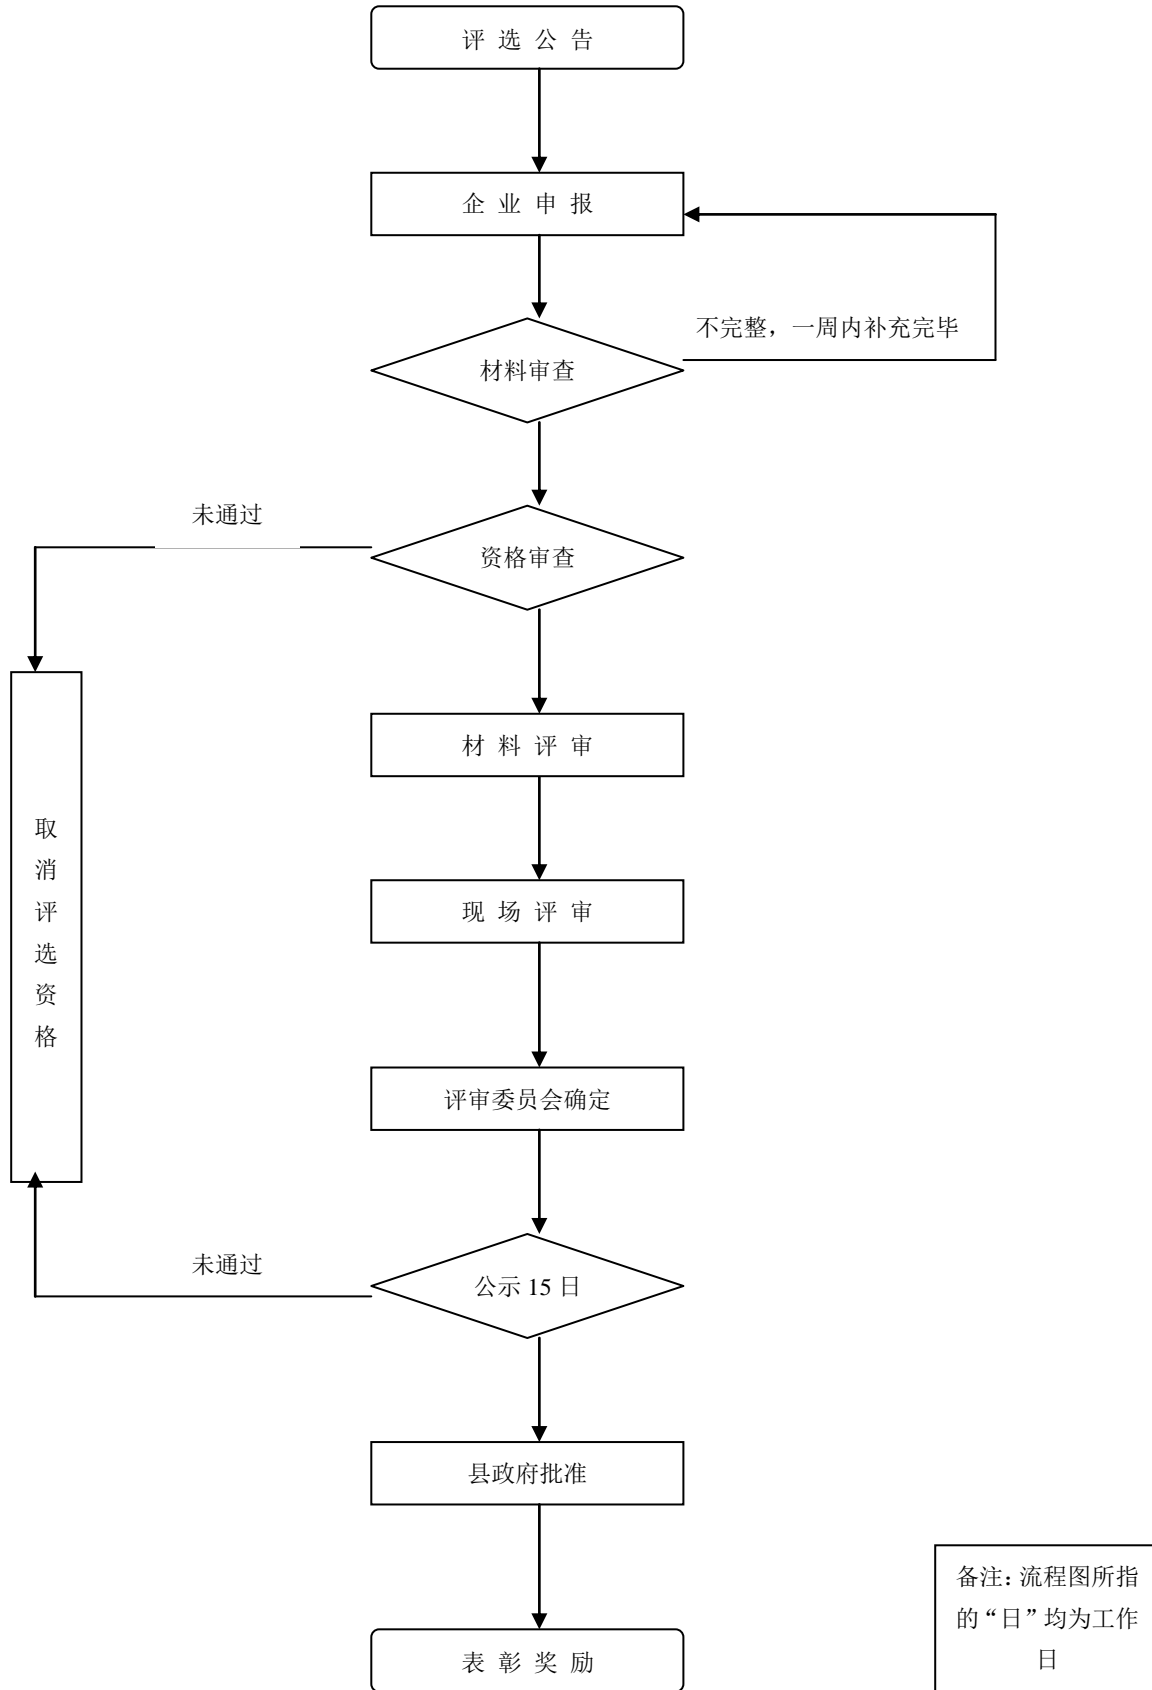 评 选 公 告
企 业 申 报
不完整，一周内补充完毕
材料审查
未通过
资格审查
材 料 评 审
取
消
评
选
资
格
现 场 评 审
评审委员会确定
未通过
公示 15 日
县政府批准
备注：流程图所指
的“日”均为工作
日
表 彰 奖 励